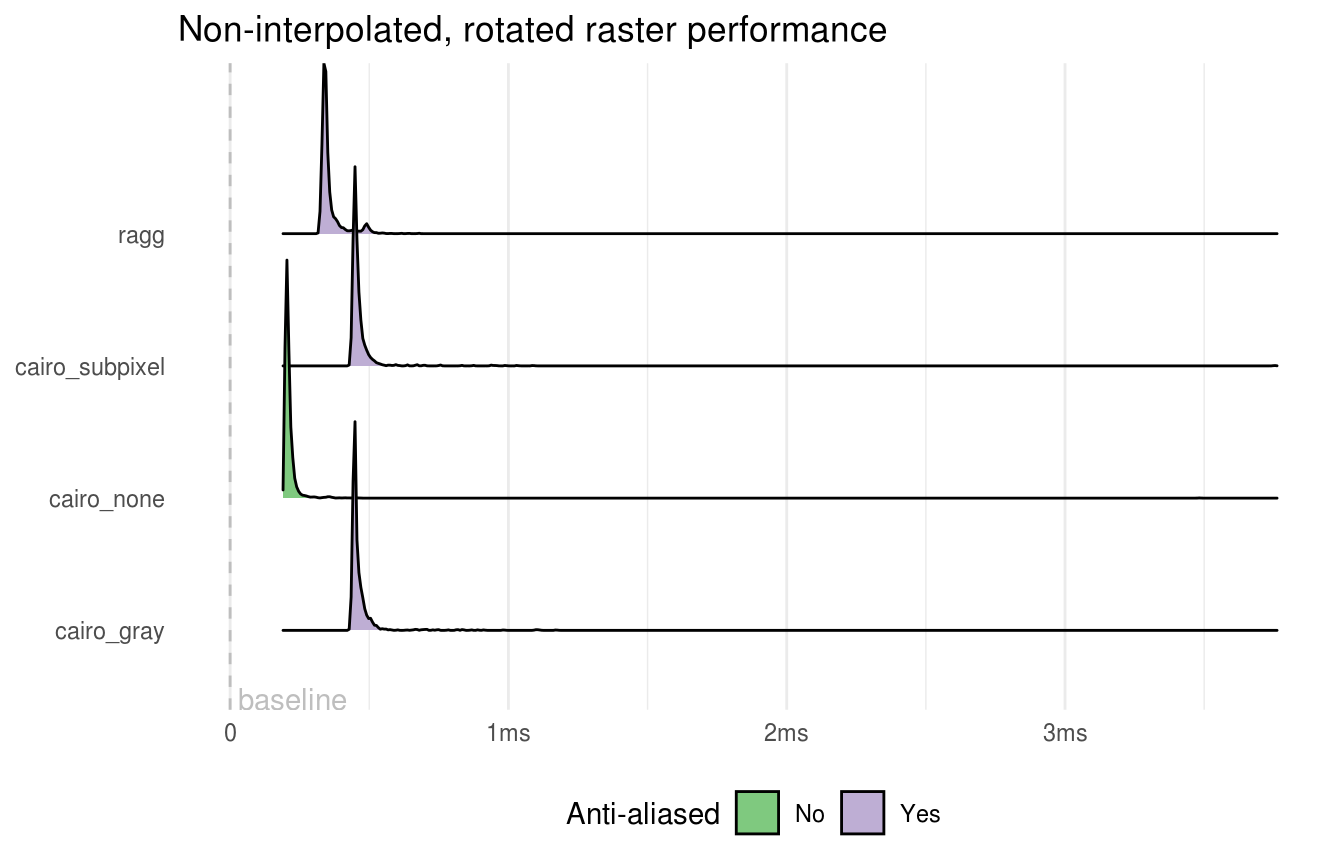 Non-interpolated, rotated raster performance
ragg
cairo_subpixel
cairo_none
cairo_gray
baseline
0 1ms 2ms 3ms
Anti-aliased No Yes